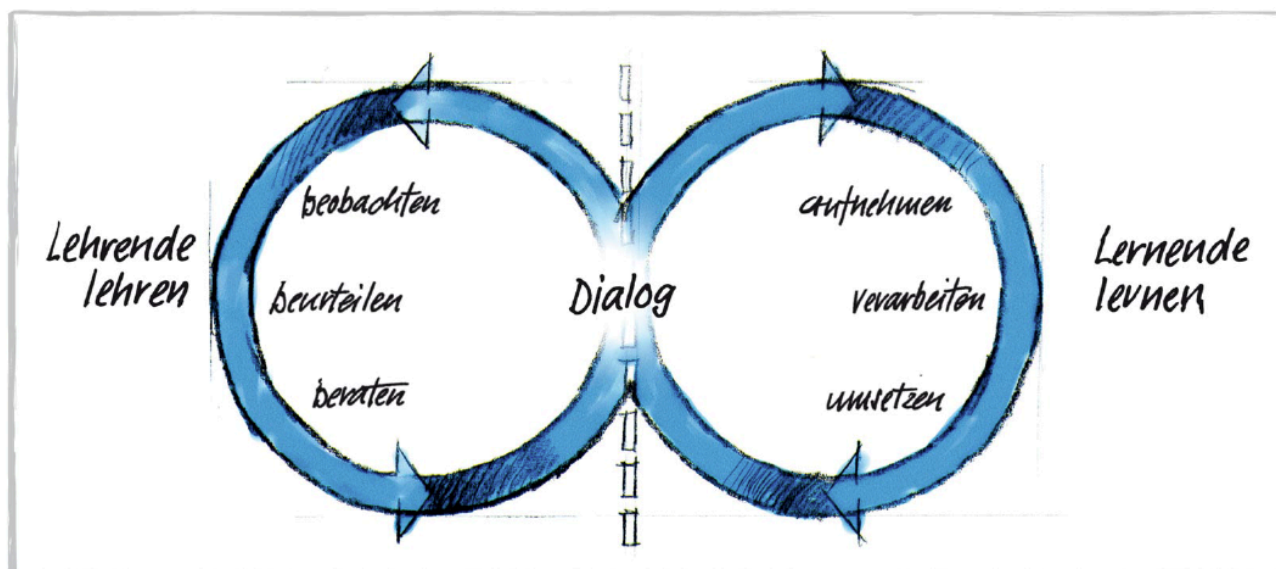 Lehrende
lehren
beobachten
beurteilen
beraten
Dialog
aufnehmen
verarbeiten
umsetzen
Lernende
lernen